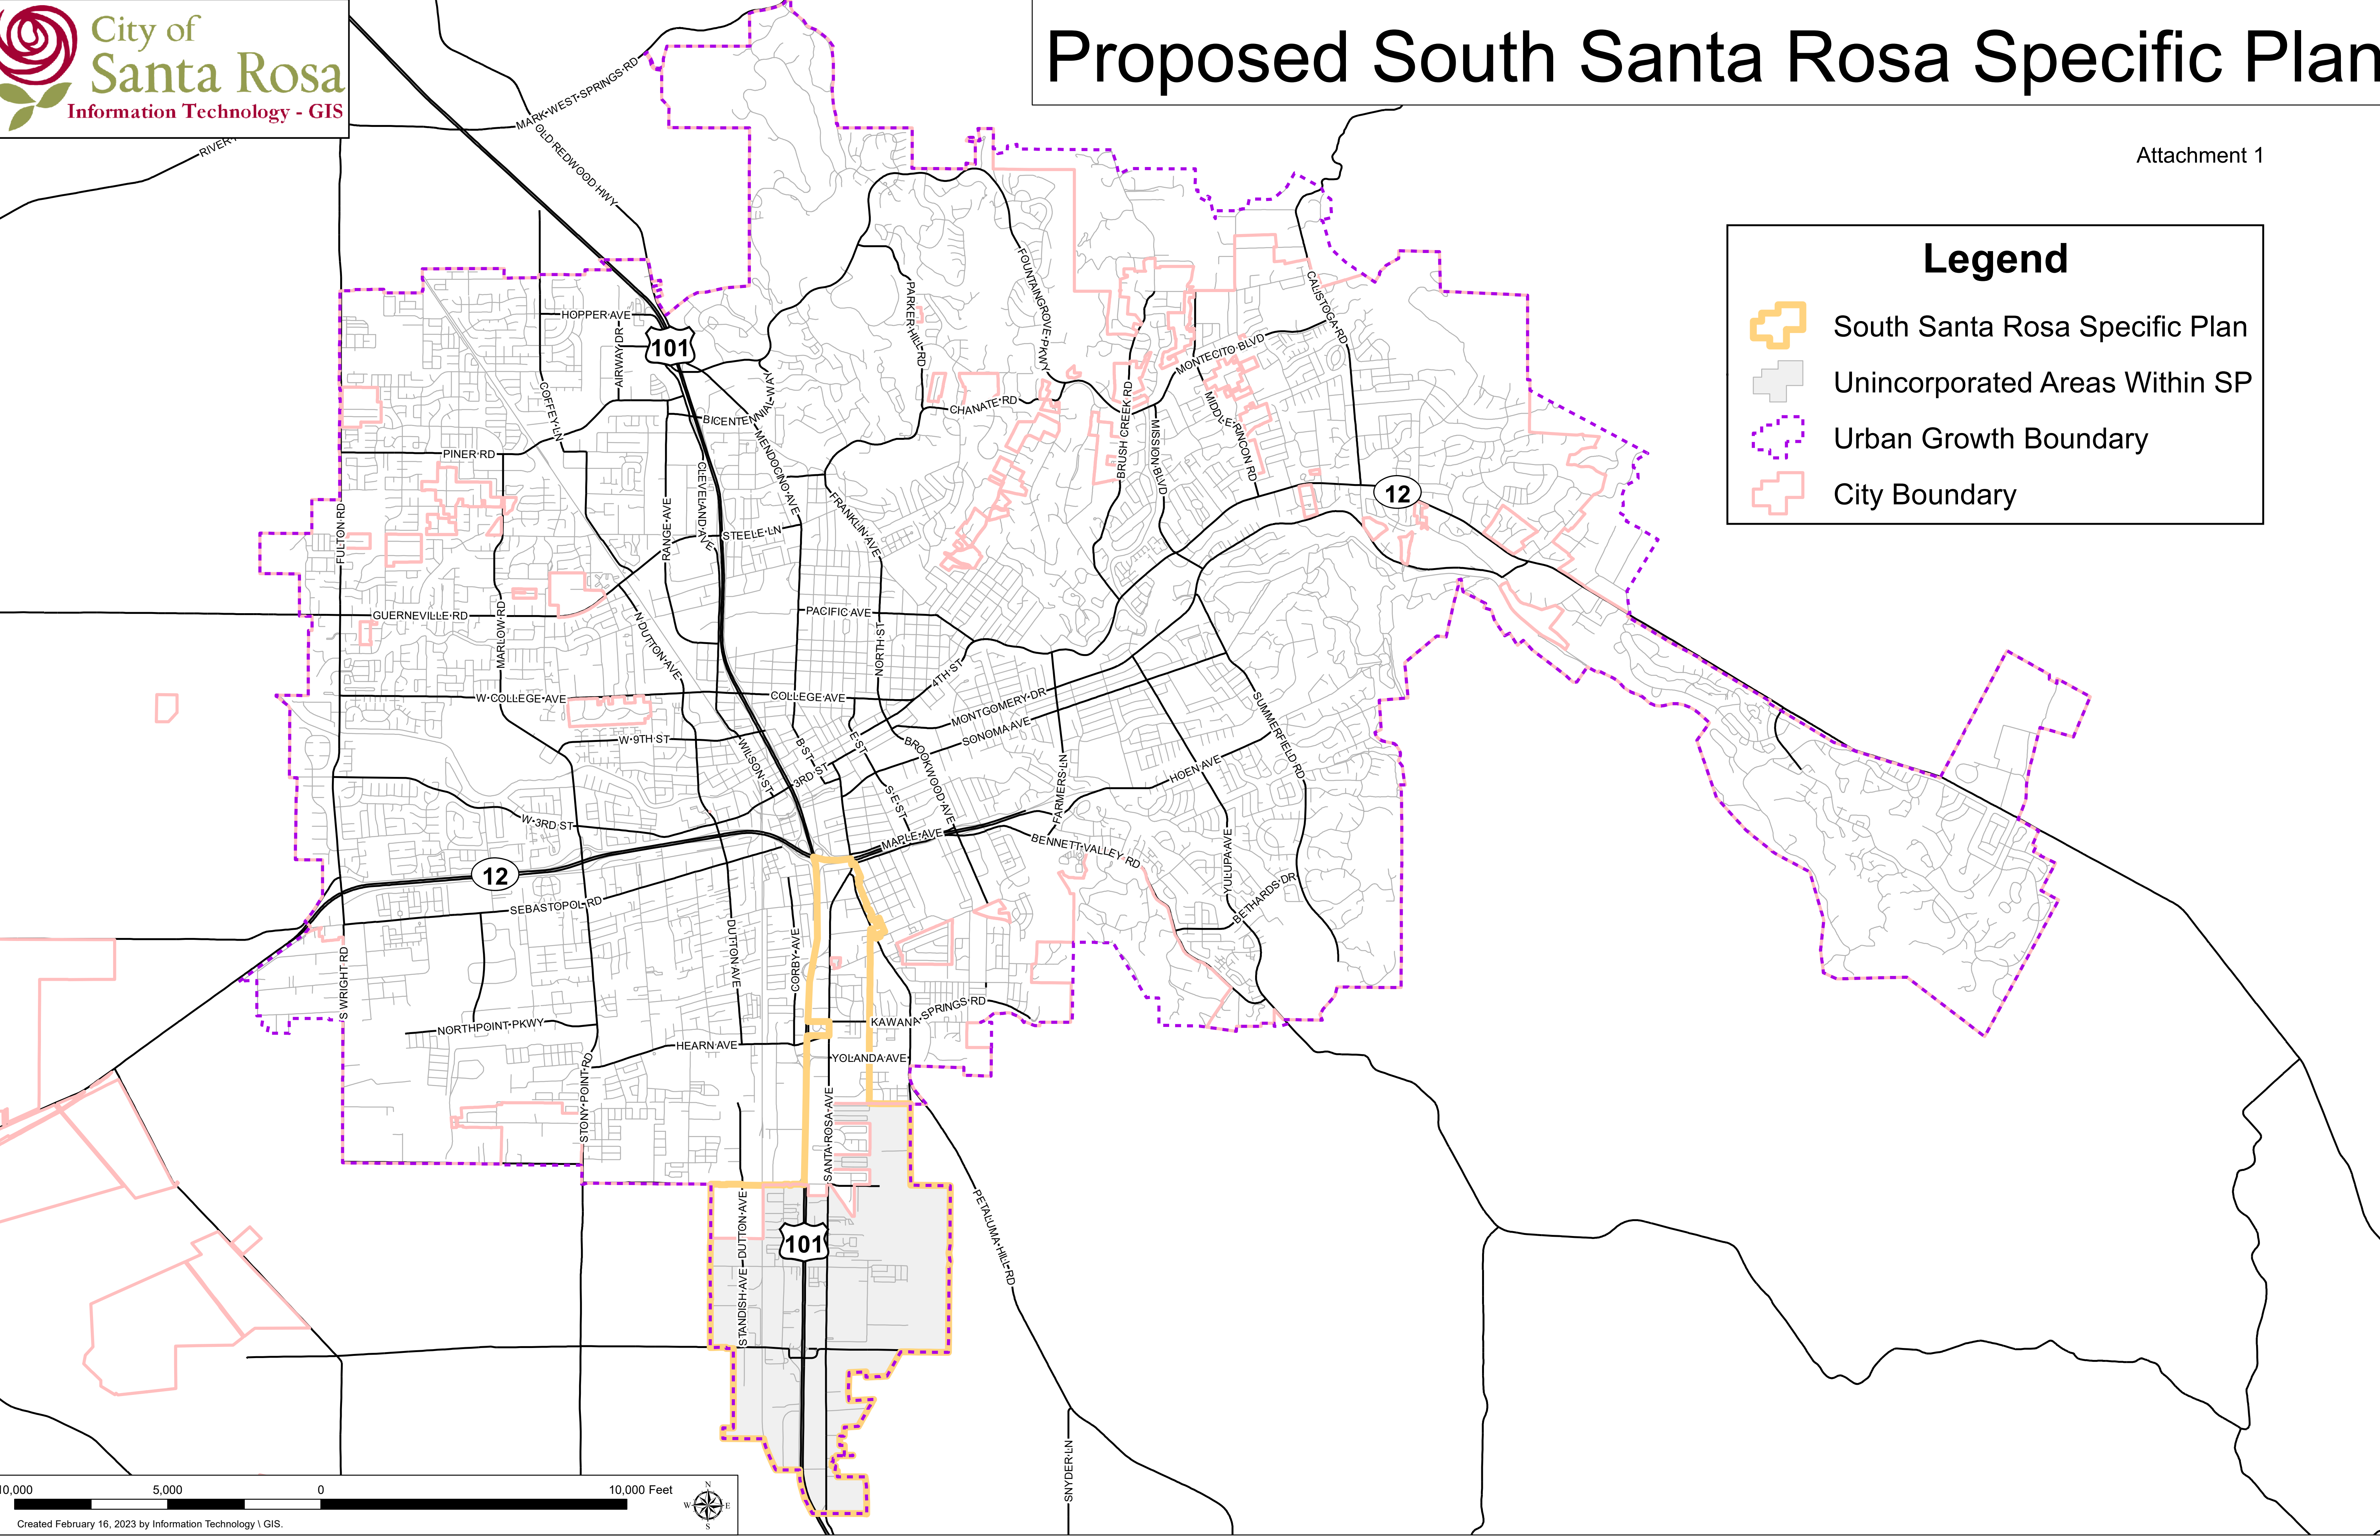 City of
Santa Rosa
Information Technology - GIS
Proposed South Santa Rosa Specific Plan
Attachment 1
Legend
South Santa Rosa Specific Plan
Unincorporated Areas Within SP
Urban Growth Boundary
City Boundary
MARK WEST SPRINGS RD
OLD REDWOOD HWY
RIVER
HOPPER AVE
AIRWAY DR
101
COFFEY LN
BICENTENNIAL WAY
MENDOCINO AVE
PARKER HILL RD
FOUNTAINGROVE PKWY
CALISTOGA RD
MONTECITO BLVD
CHANATE RD
BRUSH CREEK RD
MISSION BLVD
MIDDLE RINCON RD
12
PINER RD
FULTON RD
RANGE AVE
CLEVELAND AVE
STEELE LN
FRANKLIN AVE
GUERNEVILLE RD
MARLOW RD
N DUTTON AVE
PACIFIC AVE
NORTH ST
4TH ST
W COLLEGE AVE
COLLEGE AVE
MONTGOMERY DR
SONOMA AVE
SUMMERFIELD RD
W 9TH ST
WILSON ST
B ST
E ST
3RD ST
BROOKWOOD AVE
S E ST
FARMERS LN
HOEN AVE
W 3RD ST
MAPLE AVE
BENNETT VALLEY RD
YULUPA AVE
BETHARDS DR
12
SEBASTOPOL RD
DUTTON AVE
CORBY AVE
S WRIGHT RD
NORTHPOINT PKWY
KAWANA SPRINGS RD
HEARN AVE
YOLANDA AVE
STONY POINT RD
SANTA ROSA AVE
DUTTON AVE
STANDISH AVE
101
PETALUMA HILL RD
SNYDER LN
10,000
5,000
0
10,000 Feet
N
W
E
S
Created February 16, 2023 by Information Technology \ GIS.